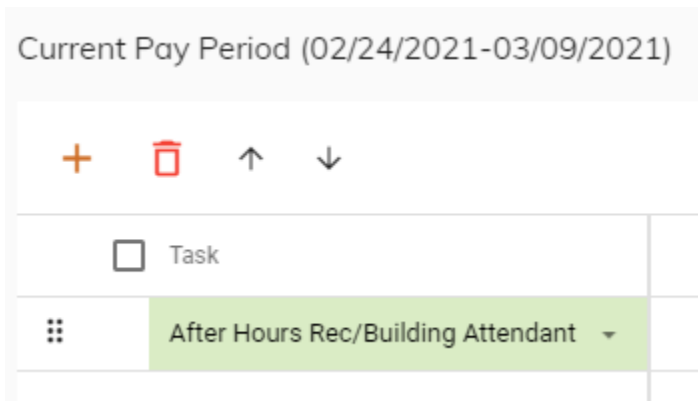 Current Pay Period (02/24/2021-03/09/2021)
Task
After Hours Rec/Building Attendant